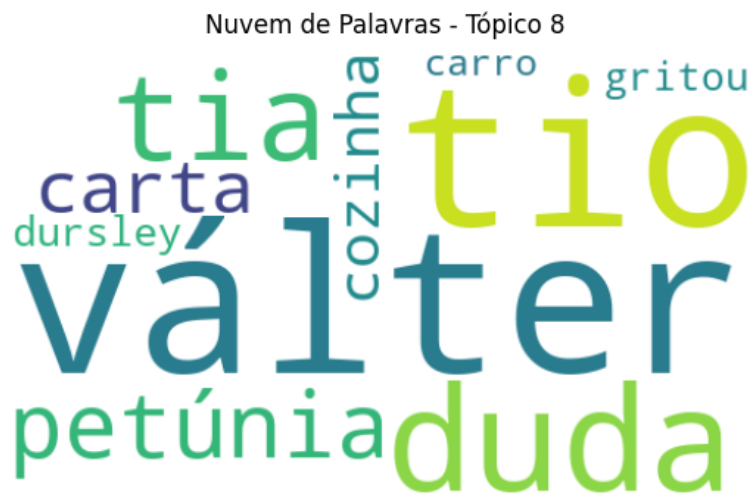 Nuvem de Palavras - Tópico 8
carro
gritou
tia
tio
cozinha
carta
dursley
válter
petúnia
duda